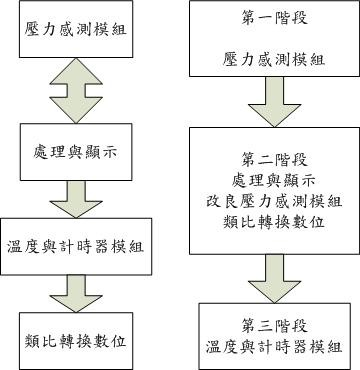 壓力感測模組
處理與顯示
溫度與計時器模組
類比轉換數位
第一階段
壓力感測模組
第二階段
處理與顯示
改良壓力感測模組
類比轉換數位
第三階段
溫度與計時器模組